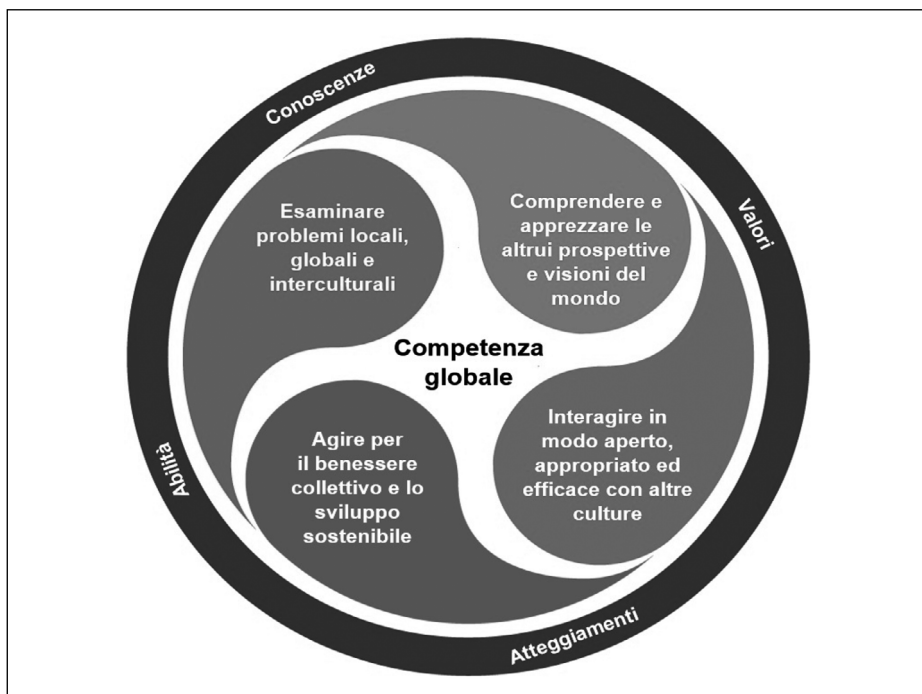 Conoscenze
Valori
Esaminare
problemi locali,
globali e
interculturali
Comprendere e
apprezzare le
altrui prospettive
e visioni del
mondo
Competenza
globale
Agire per
il benessere
collettivo e lo
sviluppo
sostenibile
Interagire in
modo aperto,
appropriato ed
efficace con altre
culture
Abilità
Atteggiamenti